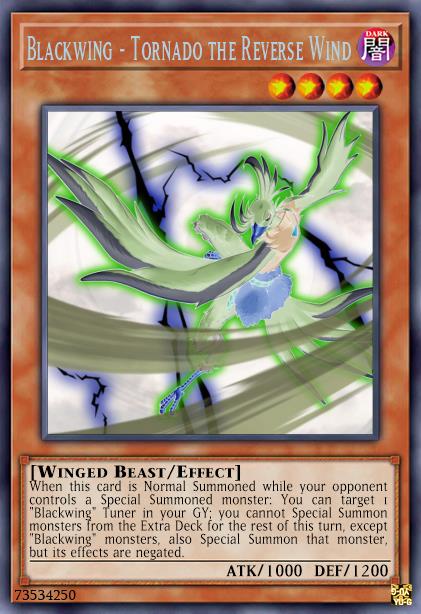 BLACKWING - TORNADO THE REVERSE WIND
DARK
闇
[WINGED BEAST/EFFECT]
When this card is Normal Summoned while your opponent
controls a Special Summoned monster: You can target 1
"Blackwing" Tuner in your GY; you cannot Special Summon
monsters from the Extra Deck for the rest of this turn, except
"Blackwing" monsters, also Special Summon that monster,
but its effects are negated.
ATK/1000 DEF/1200
73534250